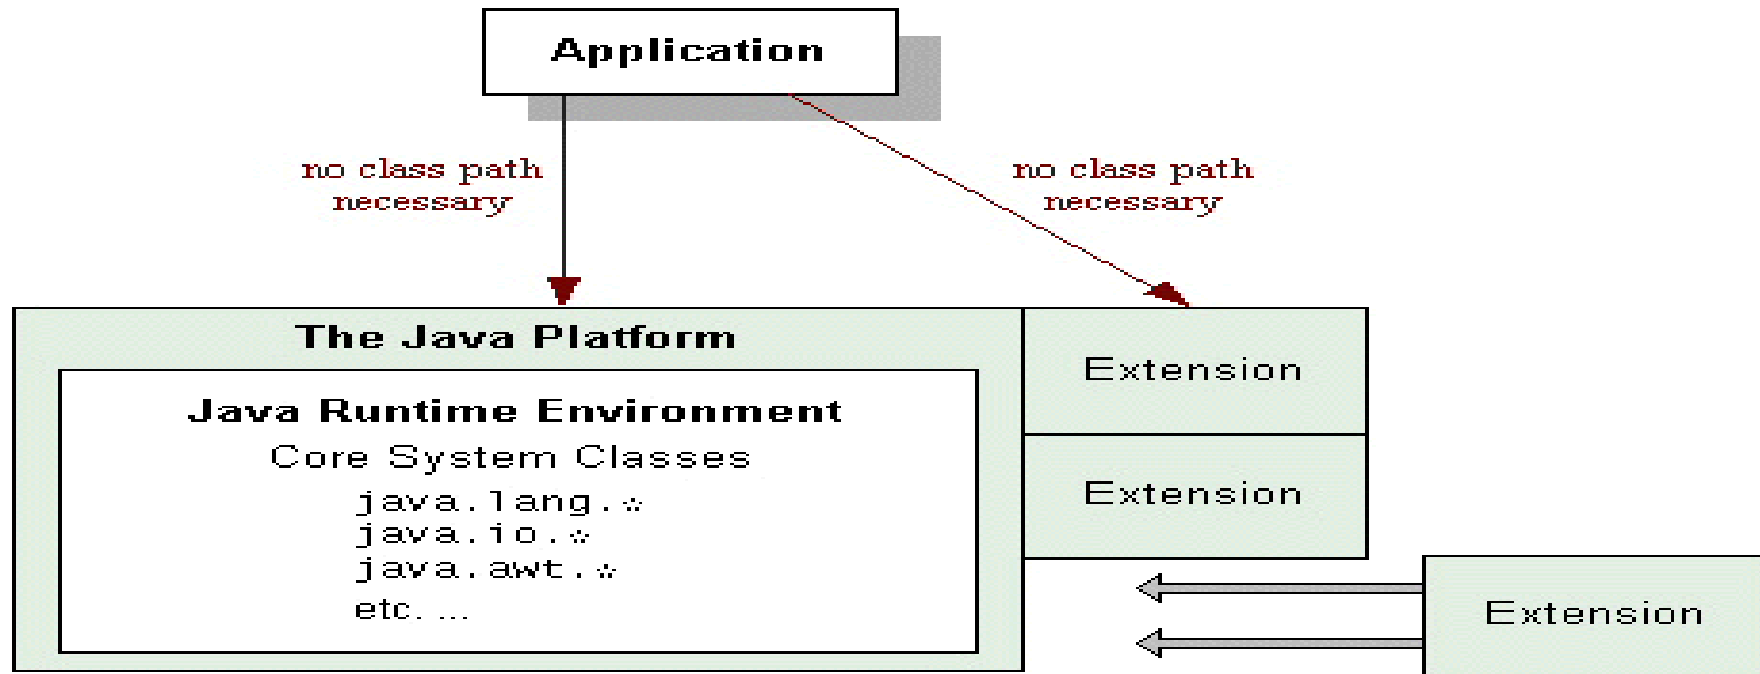 Application
no class path
necessary
no class path
necessary
The Java Platform
Java Runtime Environment
Core System Classes
java.lang.*
java.io.*
java.awt.*
etc. ...
Extension
Extension
Extension